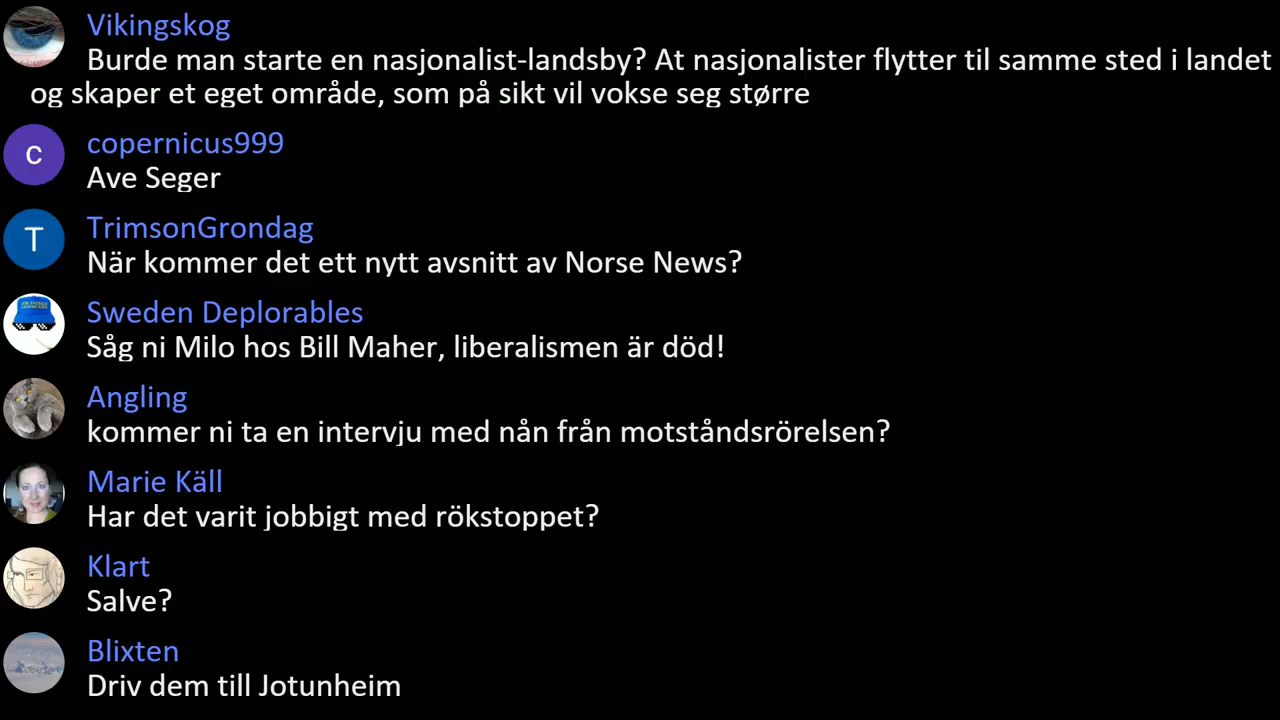 Vikingskog
Burde man starte en nasjonalist-landsby? At nasjonalister flytter til samme sted i landet
og skaper et eget område, som på sikt vil vokse seg større
c
copernicus999
Ave Seger
T
TrimsonGrondag
När kommer det ett nytt avsnitt av Norse News?
Sweden Deplorables
Såg ni Milo hos Bill Maher, liberalismen är död!
Angling
kommer ni ta en intervju med nån från motståndsrörelsen?
Marie Käll
Har det varit jobbigt med rökstoppet?
Klart
Salve?
Blixten
Driv dem till Jotunheim